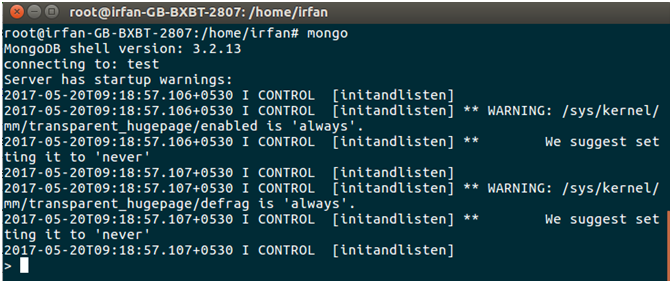 root@irfan-GB-BXBT-2807: /home/irfan
root@irfan-GB-BXBT-2807:/home/irfan# mongo
MongoDB shell version: 3.2.13
connecting to: test
Server has startup warnings:
2017-05-20T09:18:57.106+0530 I CONTROL  [initandlisten]
2017-05-20T09:18:57.106+0530 I CONTROL  [initandlisten] ** WARNING: /sys/kernel/
mm/transparent_hugepage/enabled is 'always'.
2017-05-20T09:18:57.106+0530 I CONTROL  [initandlisten] **        We suggest set
ting it to 'never'
2017-05-20T09:18:57.107+0530 I CONTROL  [initandlisten]
2017-05-20T09:18:57.107+0530 I CONTROL  [initandlisten] ** WARNING: /sys/kernel/
mm/transparent_hugepage/defrag is 'always'.
2017-05-20T09:18:57.107+0530 I CONTROL  [initandlisten] **        We suggest set
ting it to 'never'
2017-05-20T09:18:57.107+0530 I CONTROL  [initandlisten]
>